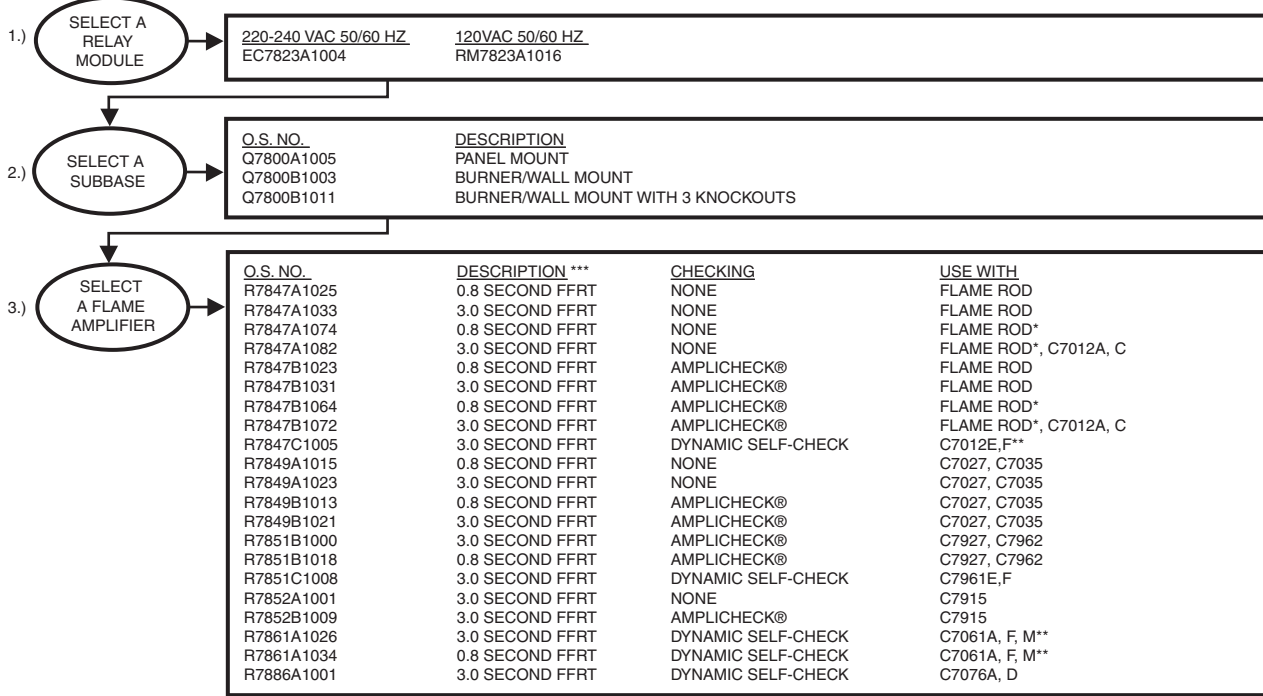 1.) SELECT A RELAY MODULE
220-240 VAC 50/60 HZ 120VAC 50/60 HZ
EC7823A1004 RM7823A1016
2.) SELECT A SUBBASE
O.S. NO. DESCRIPTION
Q7800A1005 PANEL MOUNT
Q7800B1003 BURNER/WALL MOUNT
Q7800B1011 BURNER/WALL MOUNT WITH 3 KNOCKOUTS
3.) SELECT A FLAME AMPLIFIER
O.S. NO. DESCRIPTION *** CHECKING USE WITH
R7847A1025 0.8 SECOND FFRT NONE FLAME ROD
R7847A1033 3.0 SECOND FFRT NONE FLAME ROD
R7847A1074 0.8 SECOND FFRT NONE FLAME ROD*
R7847A1082 3.0 SECOND FFRT NONE FLAME ROD*, C7012A, C
R7847B1023 0.8 SECOND FFRT AMPLICHECK® FLAME ROD
R7847B1031 3.0 SECOND FFRT AMPLICHECK® FLAME ROD
R7847B1064 0.8 SECOND FFRT AMPLICHECK® FLAME ROD*
R7847B1072 3.0 SECOND FFRT AMPLICHECK® FLAME ROD*, C7012A, C
R7847C1005 3.0 SECOND FFRT DYNAMIC SELF-CHECK C7012E,F**
R7849A1015 0.8 SECOND FFRT NONE C7027, C7035
R7849A1023 3.0 SECOND FFRT NONE C7027, C7035
R7849B1013 0.8 SECOND FFRT AMPLICHECK® C7027, C7035
R7849B1021 3.0 SECOND FFRT AMPLICHECK® C7027, C7035
R7851B1000 3.0 SECOND FFRT AMPLICHECK® C7927, C7962
R7851B1018 0.8 SECOND FFRT AMPLICHECK® C7927, C7962
R7851C1008 3.0 SECOND FFRT DYNAMIC SELF-CHECK C7961E,F
R7852A1001 3.0 SECOND FFRT NONE C7915
R7852B1009 3.0 SECOND FFRT AMPLICHECK® C7915
R7861A1026 3.0 SECOND FFRT DYNAMIC SELF-CHECK C7061A, F, M**
R7861A1034 0.8 SECOND FFRT DYNAMIC SELF-CHECK C7061A, F, M**
R7886A1001 3.0 SECOND FFRT DYNAMIC SELF-CHECK C7076A, D